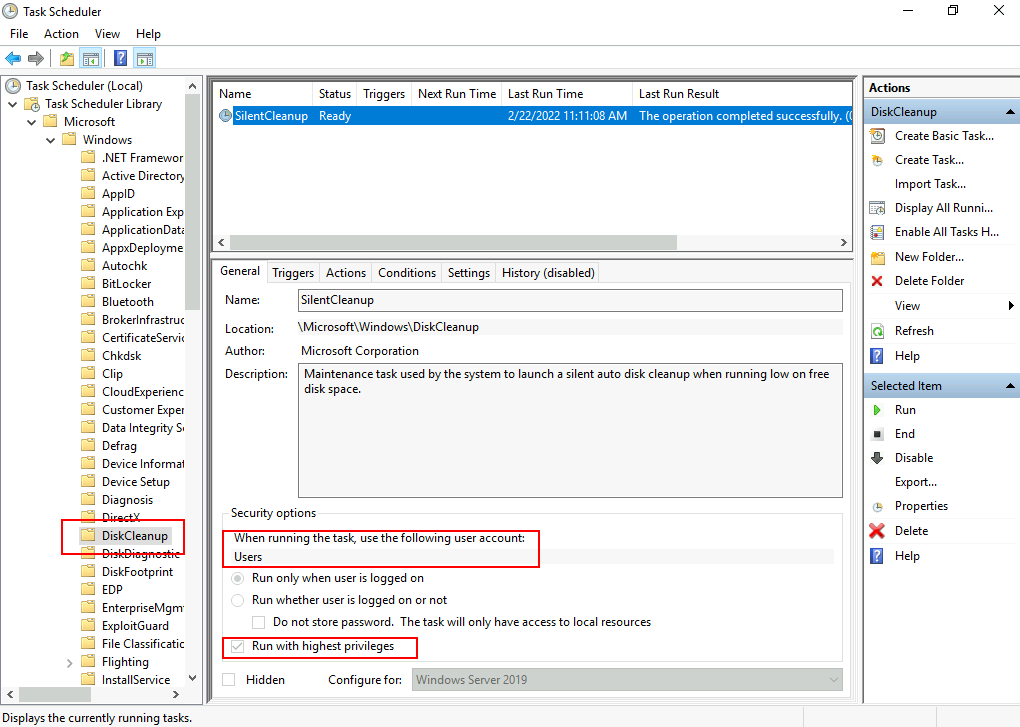 Task Scheduler
File Action View Help
Task Scheduler (Local)
Task Scheduler Library
Microsoft
Windows
.NET Framewor
Active Directory
AppID
Application Exp
ApplicationData
AppxDeployme
Autochk
BitLocker
Bluetooth
BrokerInfrastruc
CertificateServic
Chkdsk
Clip
CloudExperienc
Customer Exper
Data Integrity Sc
Defrag
Device Informat
Device Setup
Diagnosis
DirectX
DiskCleanup
DiskDiagnostic
DiskFootprint
EDP
EnterpriseMgmt
ExploitGuard
File Classificatio
Flighting
InstallService
Name Status Triggers Next Run Time Last Run Time Last Run Result
SilentCleanup Ready 2/22/2022 11:11:08 AM The operation completed successfully. (0
General Triggers Actions Conditions Settings History (disabled)
Name: SilentCleanup
Location: \Microsoft\Windows\DiskCleanup
Author: Microsoft Corporation
Description: Maintenance task used by the system to launch a silent auto disk cleanup when running low on free
disk space.
Security options
When running the task, use the following user account:
Users
Run only when user is logged on
Run whether user is logged on or not
Do not store password. The task will only have access to local resources
Run with highest privileges
Hidden Configure for: Windows Server 2019
Actions
DiskCleanup
Create Basic Task...
Create Task...
Import Task...
Display All Runni...
Enable All Tasks H...
New Folder...
Delete Folder
View
Refresh
Help
Selected Item
Run
End
Disable
Export...
Properties
Delete
Help
Displays the currently running tasks.